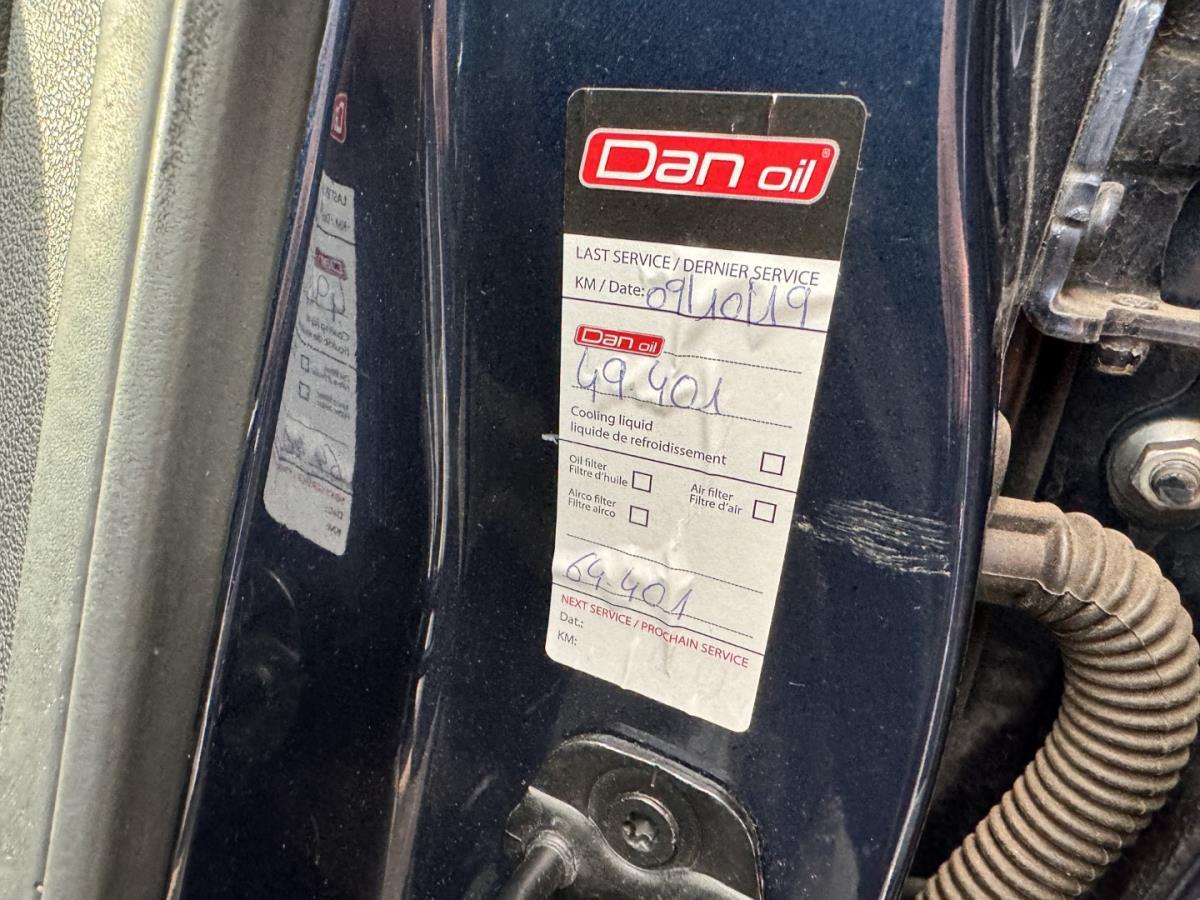 Dan oil®
LAST SERVICE / DERNIER SERVICE
KM / Date: 09/10/19
Dan oil
49.401
Cooling liquid
liquide de refroidissement
Oil filter
Filtre d'huile
Air filter
Filtre d'air
Airco filter
Filtre airco
64.401
NEXT SERVICE / PROCHAIN SERVICE
Dat.:
KM: